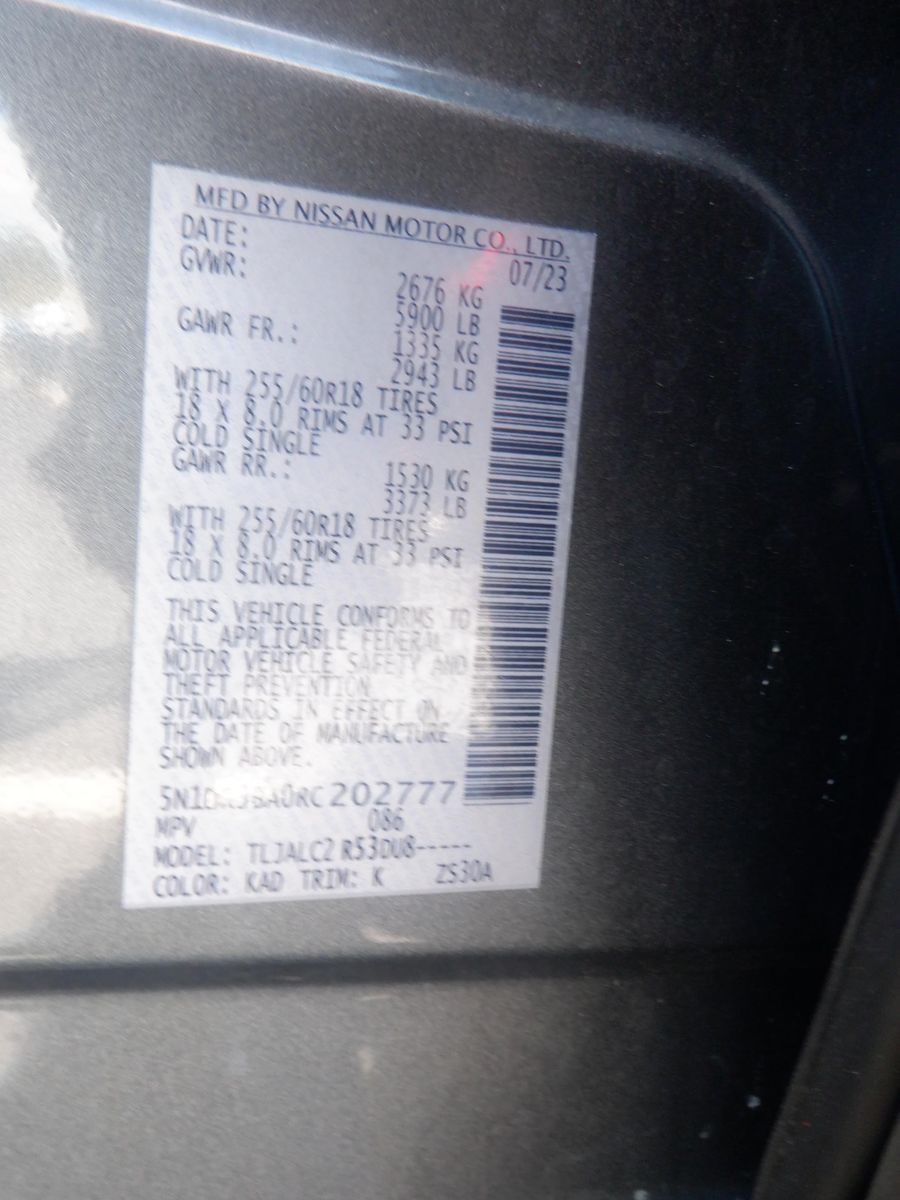 MFD BY NISSAN MOTOR CO., LTD.
DATE: 07/23
GVWR: 2676 KG
5900 LB
GAWR FR.: 1335 KG
2943 LB
WITH 255/60R18 TIRES
18 X 8.0 RIMS AT 33 PSI
COLD SINGLE
GAWR RR.: 1530 KG
3373 LB
WITH 255/60R18 TIRES
18 X 8.0 RIMS AT 33 PSI
COLD SINGLE
THIS VEHICLE CONFORMS TO
ALL APPLICABLE FEDERAL
MOTOR VEHICLE SAFETY AND
THEFT PREVENTION
STANDARDS IN EFFECT ON
THE DATE OF MANUFACTURE
SHOWN ABOVE.
MPV 086
MODEL: TLJALC2 R53DU8-----
COLOR: KAD TRIM: K ZS30A